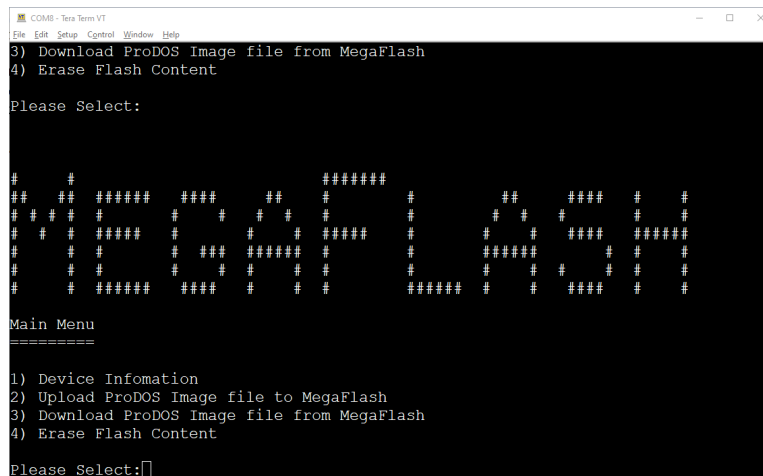 COM8 - Tera Term VT
File Edit Setup Control Window Help
3) Download ProDOS Image file from MegaFlash
4) Erase Flash Content
Please Select:
MEGAFLASH
Main Menu
=========
1) Device Infomation
2) Upload ProDOS Image file to MegaFlash
3) Download ProDOS Image file from MegaFlash
4) Erase Flash Content
Please Select: